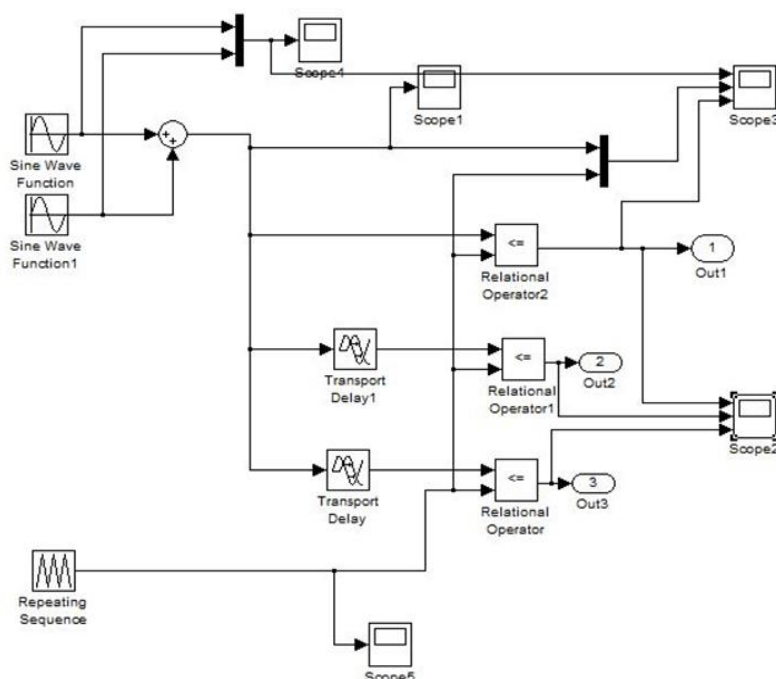 Scope4
Scope1
Scope3
Sine Wave
Function
Sine Wave
Function1
++
<=
Relational
Operator2
1
Out1
Transport
Delay1
<=
Relational
Operator1
2
Out2
Scope2
Transport
Delay
<=
Relational
Operator
3
Out3
Repeating
Sequence
Scope5